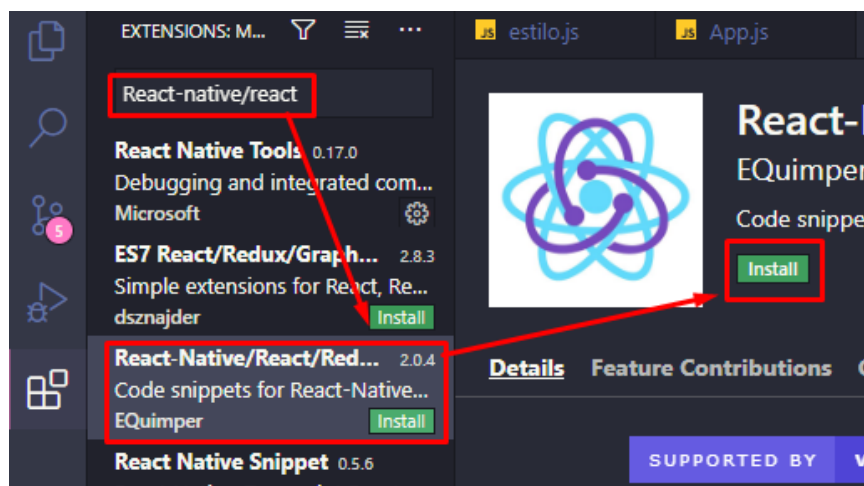 EXTENSIONS: M...
JS estilo.js
JS App.js
React-native/react
React Native Tools 0.17.0
Debugging and integrated com...
Microsoft
ES7 React/Redux/Graph... 2.8.3
Simple extensions for React, Re...
dsznajder Install
React-Native/React/Red... 2.0.4
Code snippets for React-Native...
EQuimper Install
React Native Snippet 0.5.6
5
React-
EQuimper
Code snippe
Install
Details Feature Contributions
SUPPORTED BY